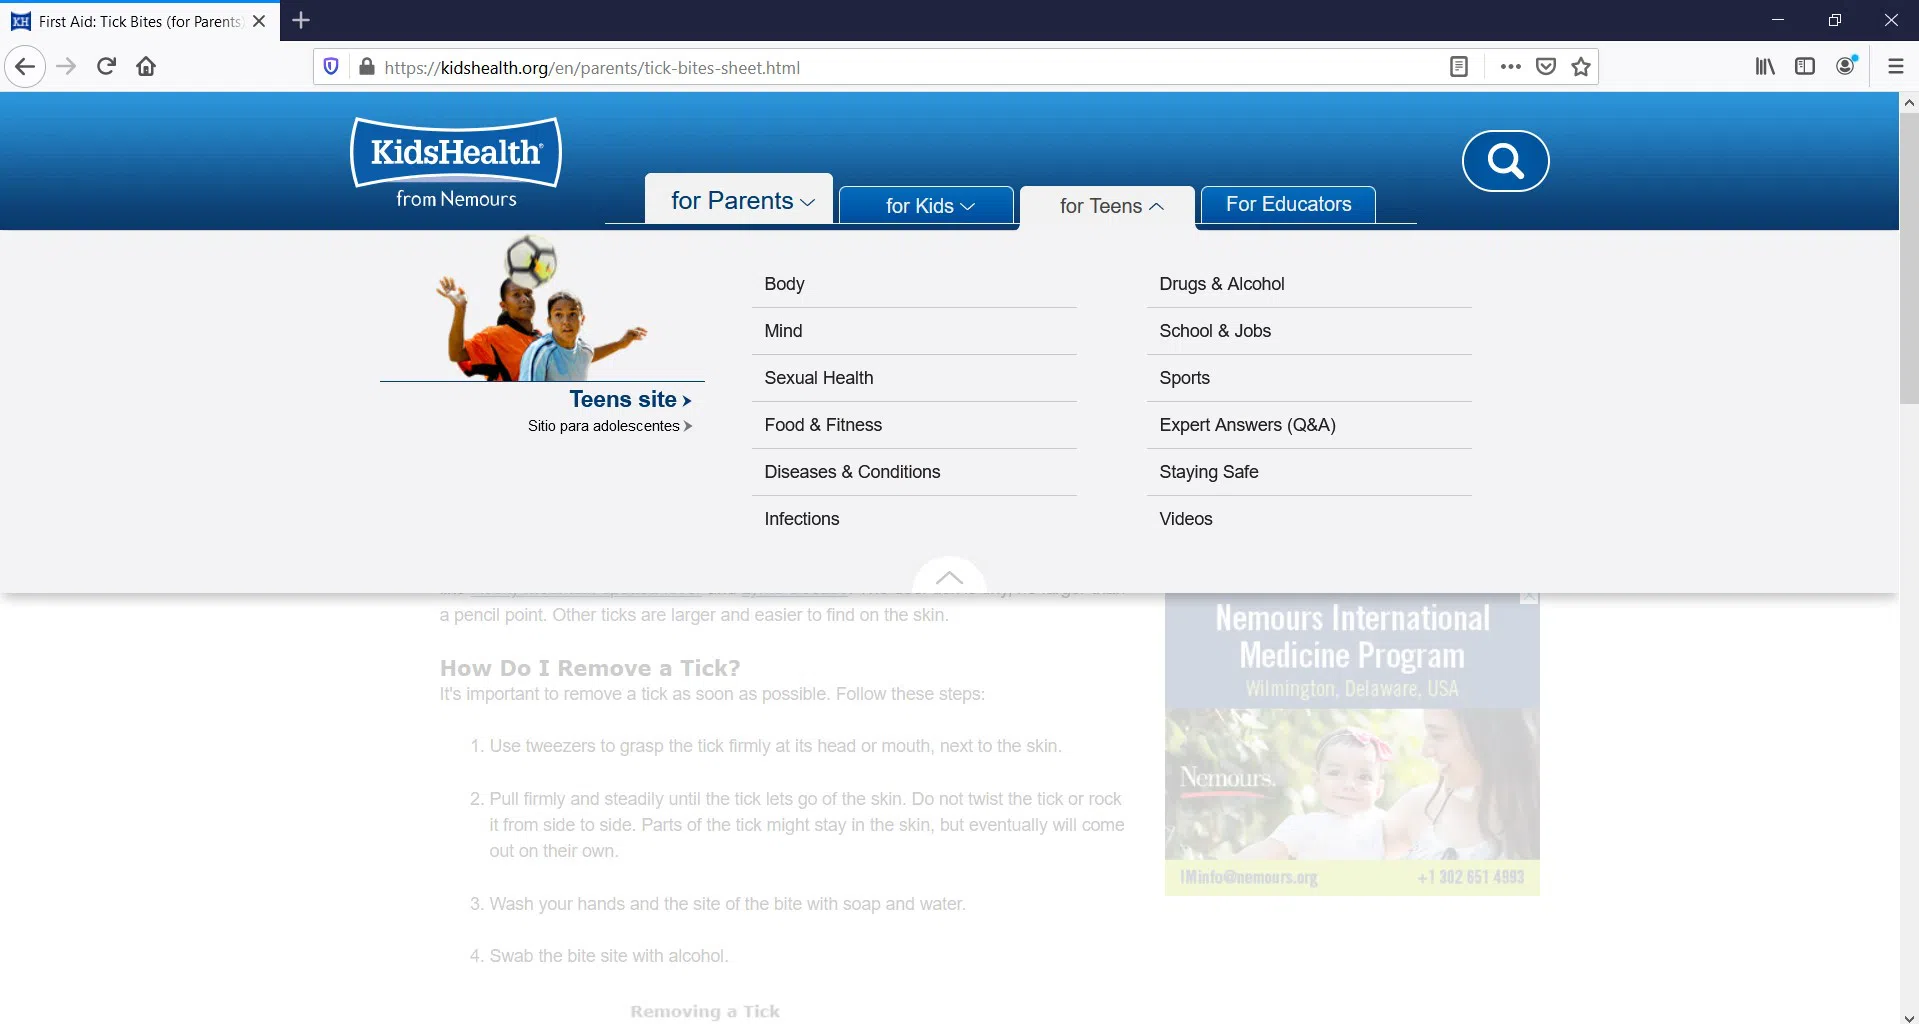 KH First Aid: Tick Bites (for Parents)
https://kidshealth.org/en/parents/tick-bites-sheet.html
KidsHealth®
from Nemours
for Parents
for Kids
for Teens
For Educators
Teens site
Sitio para adolescentes
Body
Mind
Sexual Health
Food & Fitness
Diseases & Conditions
Infections
Drugs & Alcohol
School & Jobs
Sports
Expert Answers (Q&A)
Staying Safe
Videos
a pencil point. Other ticks are larger and easier to find on the skin.
How Do I Remove a Tick?
It's important to remove a tick as soon as possible. Follow these steps:
1. Use tweezers to grasp the tick firmly at its head or mouth, next to the skin.
2. Pull firmly and steadily until the tick lets go of the skin. Do not twist the tick or rock
it from side to side. Parts of the tick might stay in the skin, but eventually will come
out on their own.
3. Wash your hands and the site of the bite with soap and water.
4. Swab the bite site with alcohol.
Removing a Tick
Nemours International
Medicine Program
Wilmington, Delaware, USA
Nemours.
IMinfo@nemours.org
+1 302 651 4993